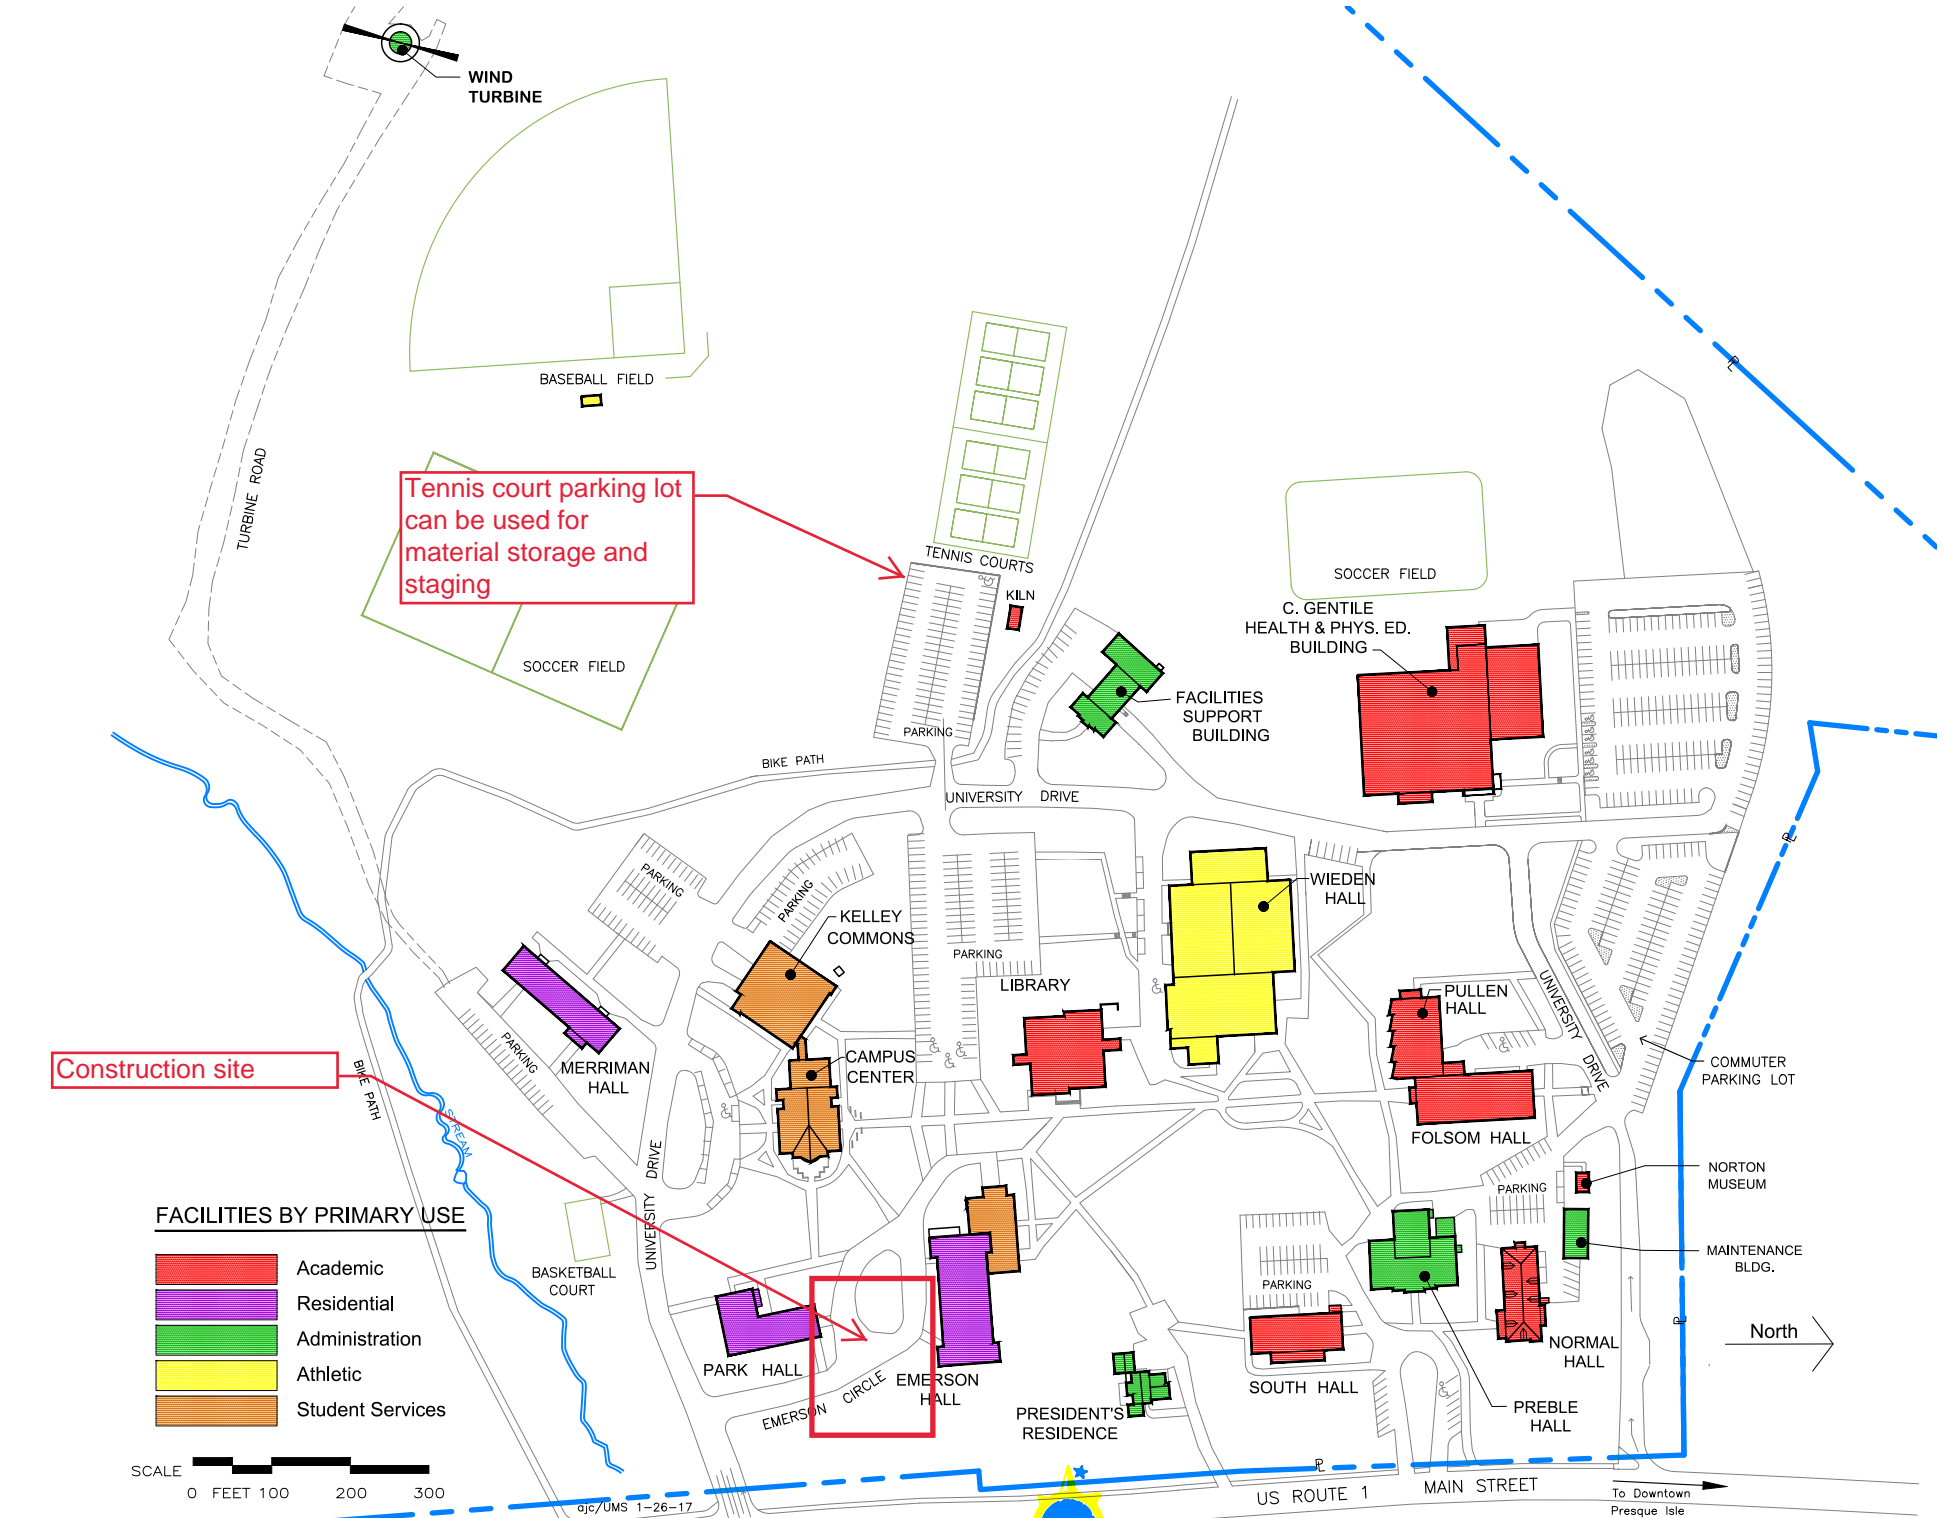 WIND
TURBINE
BASEBALL FIELD
TURBINE ROAD
Tennis court parking lot
can be used for
material storage and
staging
TENNIS COURTS
KILN
SOCCER FIELD
SOCCER FIELD
C. GENTILE
HEALTH & PHYS. ED.
BUILDING
FACILITIES
SUPPORT
BUILDING
PARKING
BIKE PATH
UNIVERSITY DRIVE
PARKING
PARKING
KELLEY
COMMONS
PARKING
WIEDEN
HALL
LIBRARY
PULLEN
HALL
UNIVERSITY DRIVE
COMMUTER
PARKING LOT
Construction site
BIKE PATH
PARKING
MERRIMAN
HALL
CAMPUS
CENTER
STREAM
FOLSOM HALL
NORTON
MUSEUM
PARKING
UNIVERSITY DRIVE
FACILITIES BY PRIMARY USE
Academic
Residential
Administration
Athletic
Student Services
BASKETBALL
COURT
PARKING
MAINTENANCE
BLDG.
North
NORMAL
HALL
PARK HALL
EMERSON CIRCLE
EMERSON
HALL
PRESIDENT'S
RESIDENCE
SOUTH HALL
PREBLE
HALL
SCALE
0 FEET 100 200 300
ajc/UMS 1-26-17
US ROUTE 1 MAIN STREET
To Downtown
Presque Isle
PL
PL
PL
PL